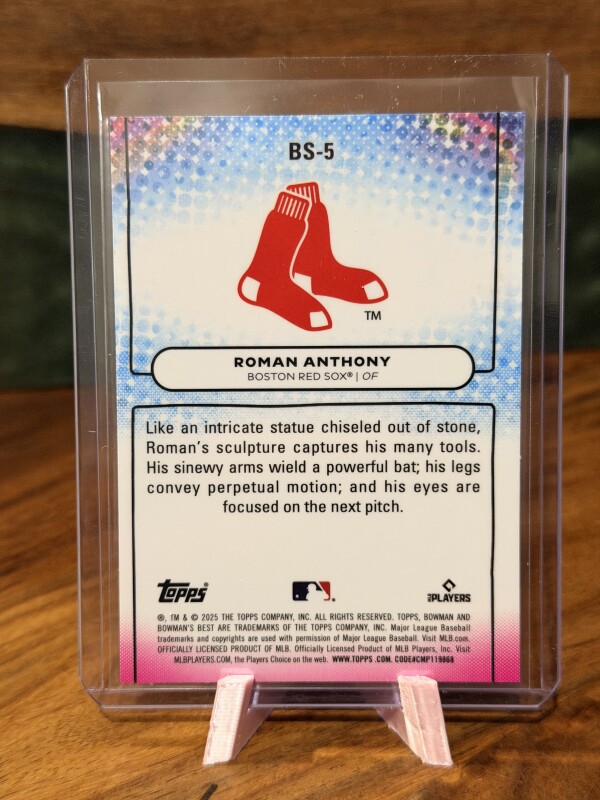 BS-5
TM
ROMAN ANTHONY
BOSTON RED SOX® | OF
Like an intricate statue chiseled out of stone,
Roman's sculpture captures his many tools.
His sinewy arms wield a powerful bat; his legs
convey perpetual motion; and his eyes are
focused on the next pitch.
Topps®
MLB PLAYERS
®, TM & © 2025 THE TOPPS COMPANY, INC. ALL RIGHTS RESERVED. TOPPS, BOWMAN AND
BOWMAN'S BEST ARE TRADEMARKS OF THE TOPPS COMPANY, INC. Major League Baseball
trademarks and copyrights are used with permission of Major League Baseball. Visit MLB.com.
OFFICIALLY LICENSED PRODUCT OF MLB. Officially Licensed Product of MLB Players, Inc. Visit
MLBPLAYERS.com, the Players Choice on the web. WWW.TOPPS.COM. CODE#CMP119868